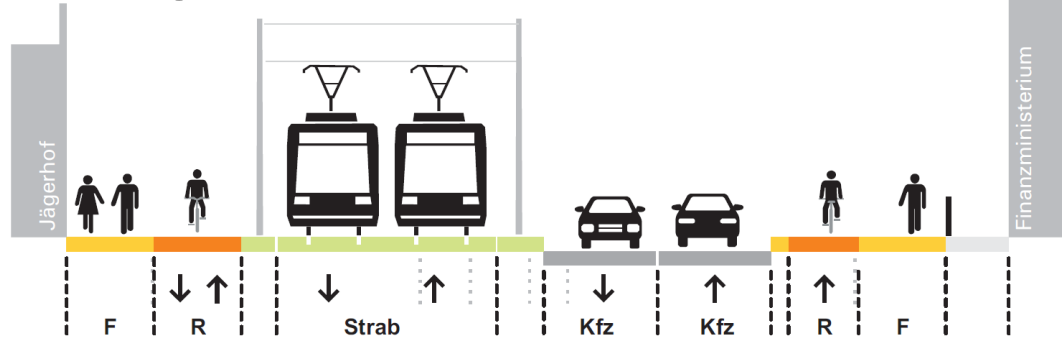 Jägerhof
Finanzministerium
F
R
Strab
Kfz
Kfz
R
F